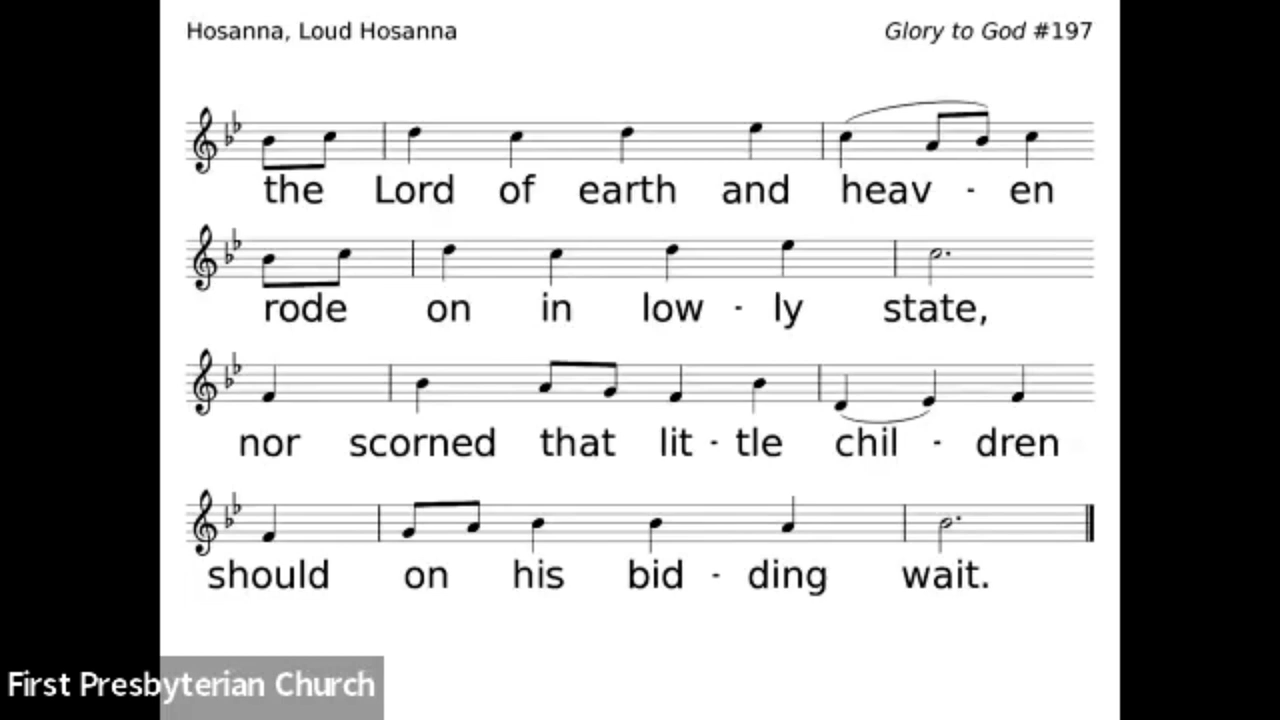 Hosanna, Loud Hosanna Glory to God #197
the Lord of earth and heav - en
rode on in low - ly state,
nor scorned that lit - tle chil - dren
should on his bid - ding wait.
First Presbyterian Church